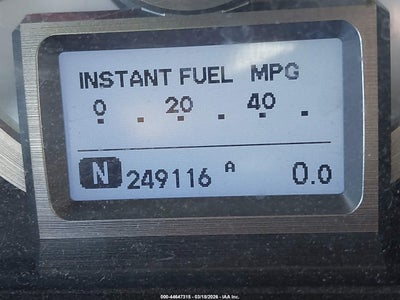 INSTANT FUEL MPG
0 20 40
N 249116 A 0.0
000-44647315 - 03/18/2026 - IAA Inc.